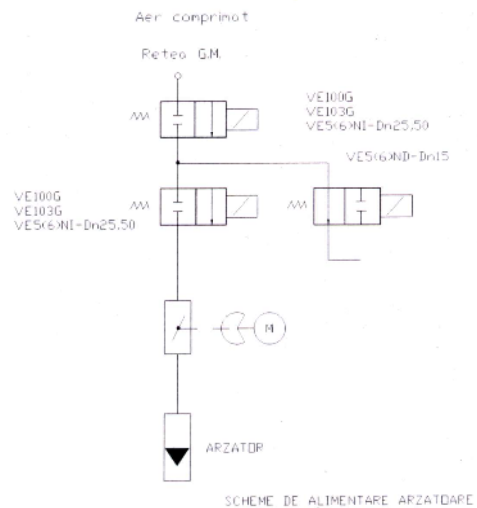 Aer comprimat
Retea G.M.
VE100G
VE103G
VE5(6)NI-Dn25,50
VE5(6)ND-Dn15
VE100G
VE103G
VE5(6)NI-Dn25,50
M
ARZATOR
SCHEME DE ALIMENTARE ARZATOARE